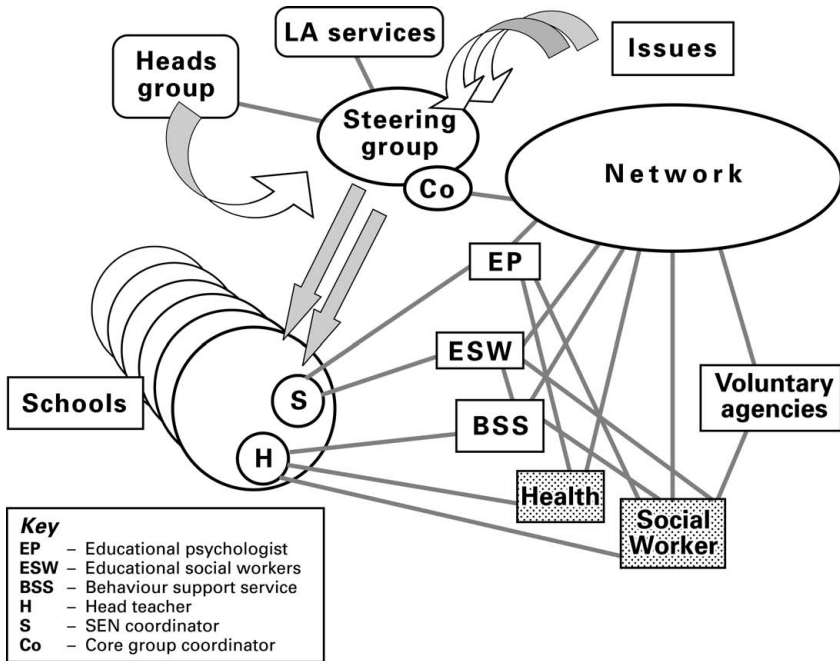 LA services
Issues
Heads
group
Steering
group
Co
Network
EP
ESW
Voluntary
agencies
Schools
S
BSS
H
Health
Social
Worker
Key
EP – Educational psychologist
ESW – Educational social workers
BSS – Behaviour support service
H – Head teacher
S – SEN coordinator
Co – Core group coordinator